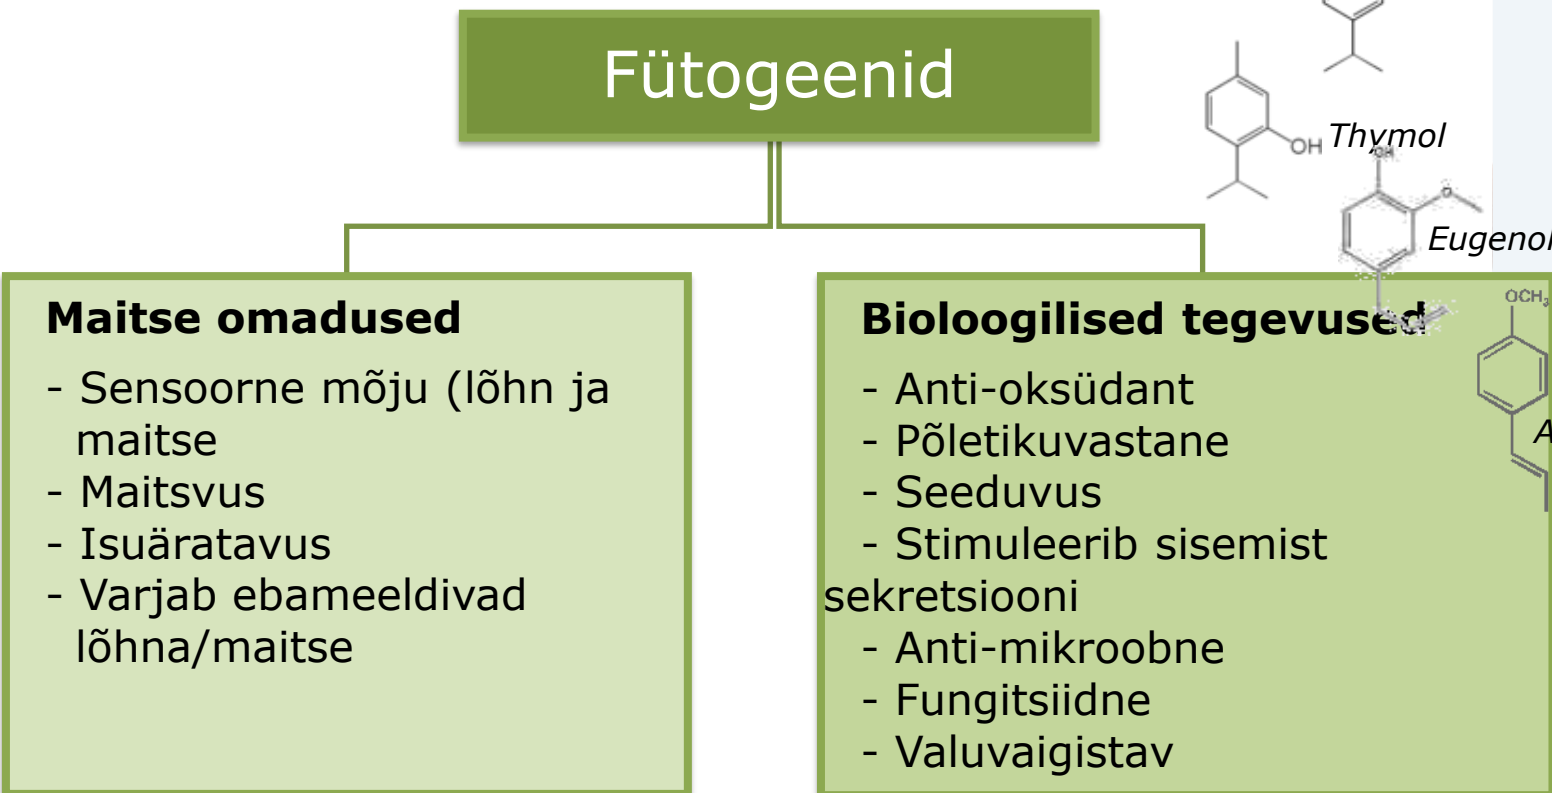 Fütogeenid
OH
Thymol
OH
O
Eugenol
OCH₃
Maitse omadused
- Sensoorne mõju (lõhn ja
maitse
- Maitsvus
- Isuäratavus
- Varjab ebameeldivad
lõhna/maitse
Bioloogilised tegevused
- Anti-oksüdant
- Põletikuvastane
- Seeduvus
- Stimuleerib sisemist
sekretsiooni
- Anti-mikroobne
- Fungitsiidne
- Valuvaigistav